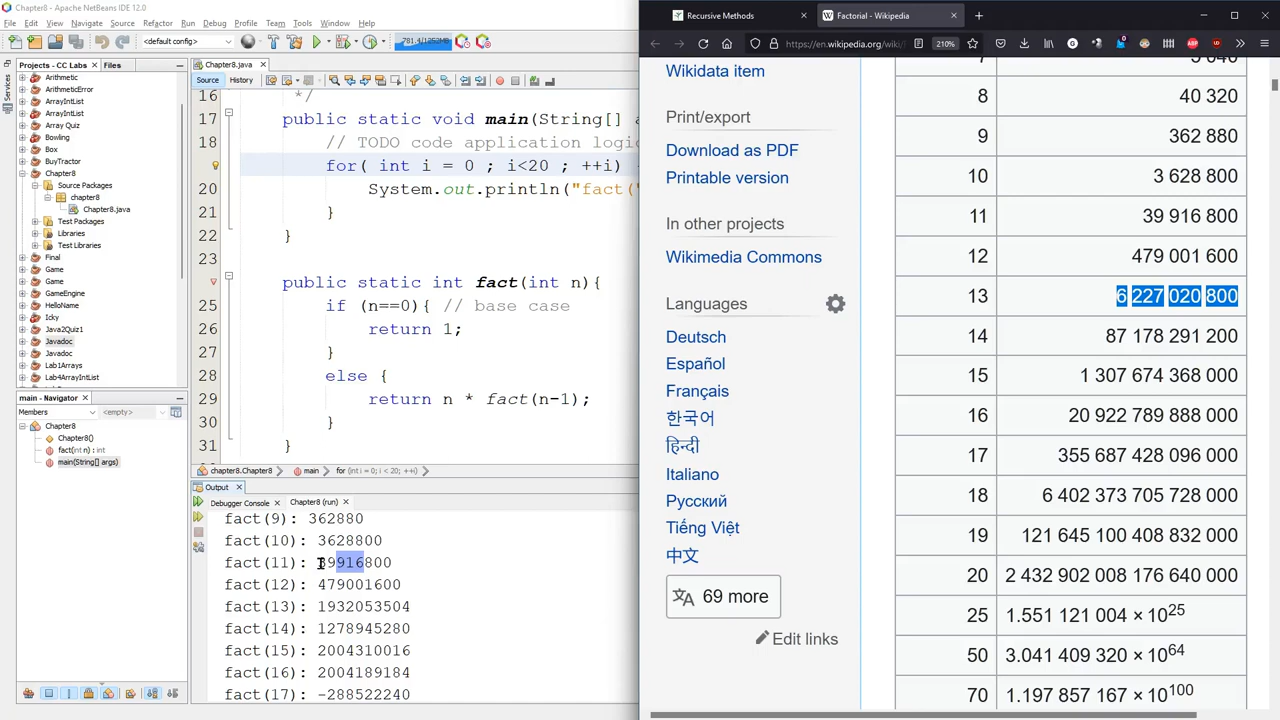 Chapter8 - Apache NetBeans IDE 12.0
File Edit View Navigate Source Refactor Run Debug Profile Team Tools Window Help
<default config>
781.4/1252MB
Projects - CC Labs Files
Services
Arithmetic
ArithmeticError
ArrayIntList
ArrayIntList
Array Quiz
Bowling
Box
BuyTractor
Chapter8
Source Packages
chapter8
Chapter8.java
Test Packages
Libraries
Test Libraries
Final
Game
Game
GameEngine
HelloName
Icky
Java2Quiz1
Javadoc
Javadoc
Lab1Arrays
Lab4ArrayIntList
main - Navigator
Members <empty>
Chapter8
Chapter8()
fact(int n) : int
main(String[] args)
Chapter8.java
Source History
16 */
17 public static void main(String[] a
18 // TODO code application logic
for( int i = 0 ; i<20 ; ++i)
20 System.out.println("fact("
21 }
22 }
23
public static int fact(int n){
25 if (n==0){ // base case
26 return 1;
27 }
28 else {
29 return n * fact(n-1);
30 }
31 }
chapter8.Chapter8 main for (int i = 0; i < 20; ++i)
Output
Debugger Console Chapter8 (run)
fact(9): 362880
fact(10): 3628800
fact(11): 39916800
fact(12): 479001600
fact(13): 1932053504
fact(14): 1278945280
fact(15): 2004310016
fact(16): 2004189184
fact(17): -288522240
Recursive Methods
Factorial - Wikipedia
https://en.wikipedia.org/wiki/
210%
Wikidata item
Print/export
Download as PDF
Printable version
In other projects
Wikimedia Commons
Languages
Deutsch
Español
Français
한국어
हिन्दी
Italiano
Русский
Tiếng Việt
中文
69 more
Edit links
8 40 320
9 362 880
10 3 628 800
11 39 916 800
12 479 001 600
13 6 227 020 800
14 87 178 291 200
15 1 307 674 368 000
16 20 922 789 888 000
17 355 687 428 096 000
18 6 402 373 705 728 000
19 121 645 100 408 832 000
20 2 432 902 008 176 640 000
25 1.551 121 004 × 10^25
50 3.041 409 320 × 10^64
70 1.197 857 167 × 10^100